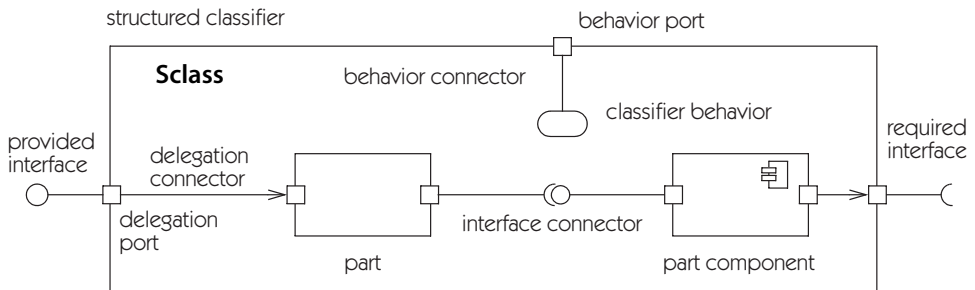 structured classifier
behavior port
Sclass
behavior connector
classifier behavior
provided
interface
required
interface
delegation
connector
delegation
port
interface connector
part
part component